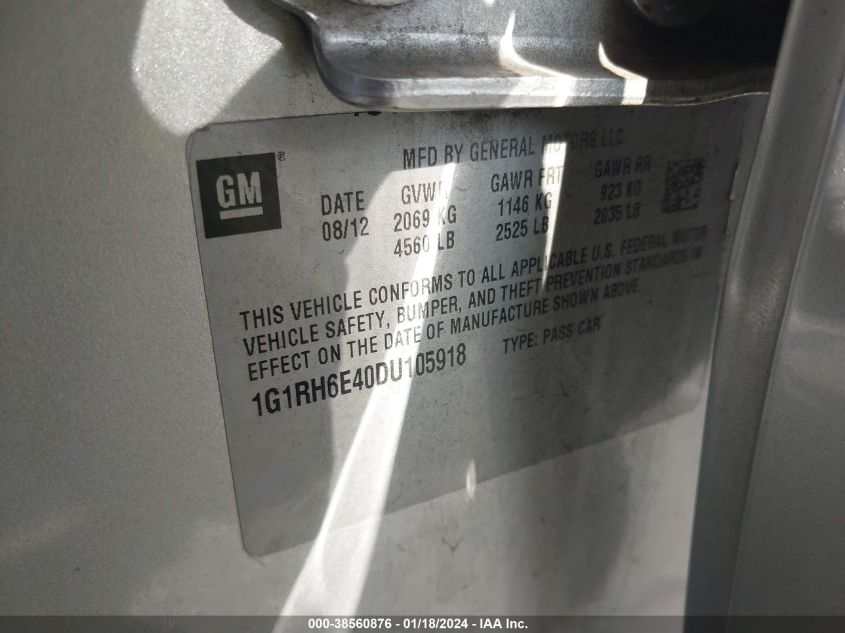 MFD BY GENERAL MOTORS LLC
GM ®
DATE GVWR GAWR FRT GAWR RR
08/12 2069 KG 1146 KG 923 KG
4560 LB 2525 LB 2035 LB
THIS VEHICLE CONFORMS TO ALL APPLICABLE U.S. FEDERAL MOTOR
VEHICLE SAFETY, BUMPER, AND THEFT PREVENTION STANDARDS IN
EFFECT ON THE DATE OF MANUFACTURE SHOWN ABOVE.
1G1RH6E40DU105918 TYPE: PASS CAR
000-38560876 - 01/18/2024 - IAA Inc.